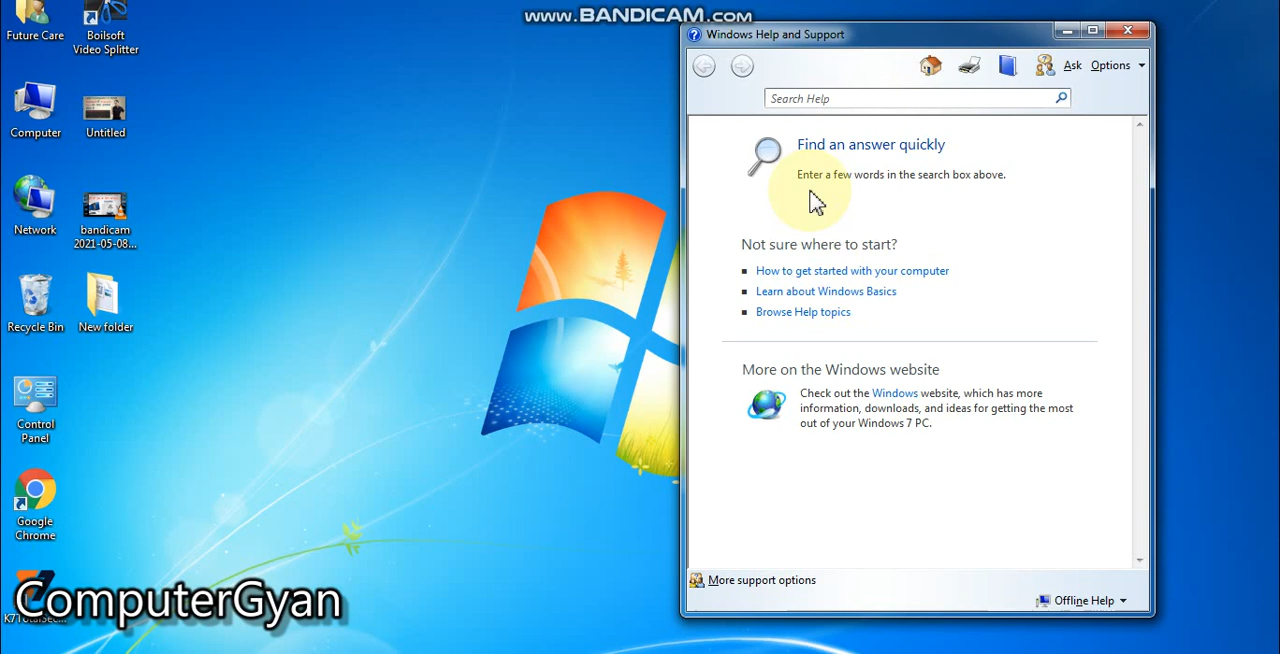 www.BANDICAM.com
Future Care
Boilsoft
Video Splitter
Computer
Untitled
Network
bandicam
2021-05-08...
Recycle Bin
New folder
Control
Panel
Google
Chrome
K7TotalSec...
ComputerGyan
Windows Help and Support
Ask
Options
Search Help
Find an answer quickly
Enter a few words in the search box above.
Not sure where to start?
How to get started with your computer
Learn about Windows Basics
Browse Help topics
More on the Windows website
Check out the Windows website, which has more
information, downloads, and ideas for getting the most
out of your Windows 7 PC.
More support options
Offline Help